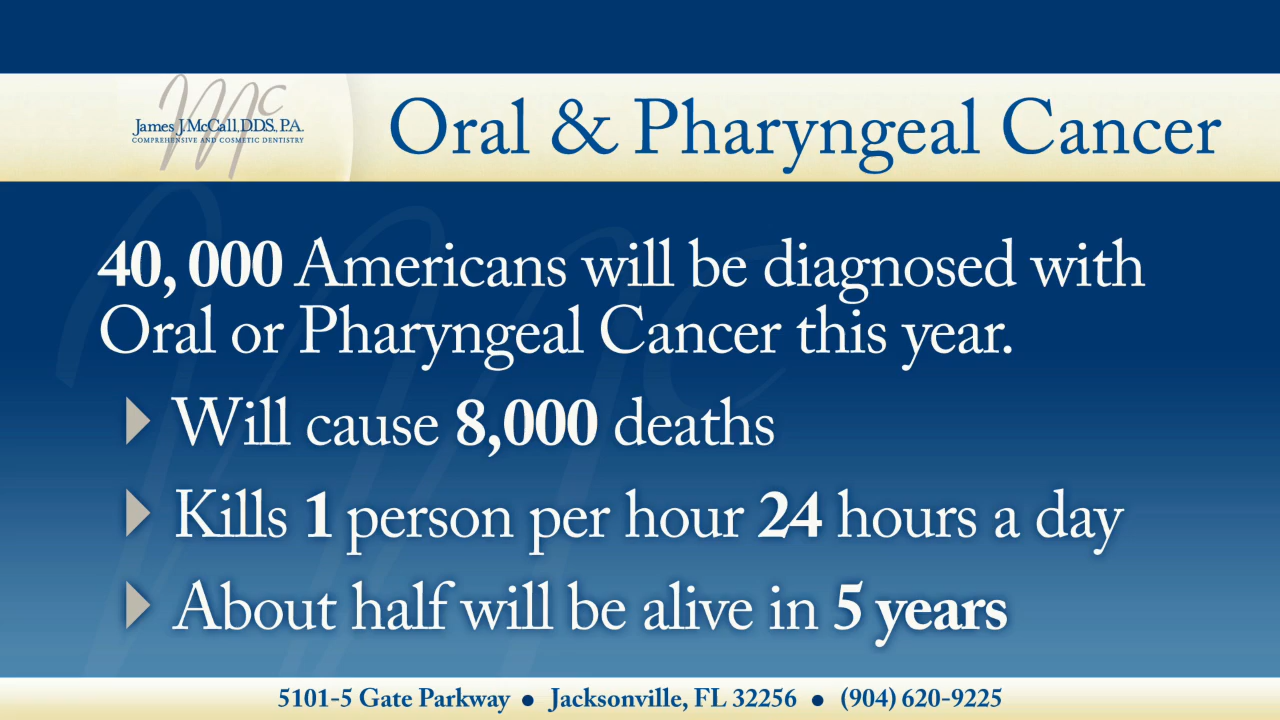 Mc
James J. McCall, D.D.S., P.A.
COMPREHENSIVE AND COSMETIC DENTISTRY
Oral & Pharyngeal Cancer
40, 000 Americans will be diagnosed with
Oral or Pharyngeal Cancer this year.
Will cause 8,000 deaths
Kills 1 person per hour 24 hours a day
About half will be alive in 5 years
5101-5 Gate Parkway • Jacksonville, FL 32256 • (904) 620-9225